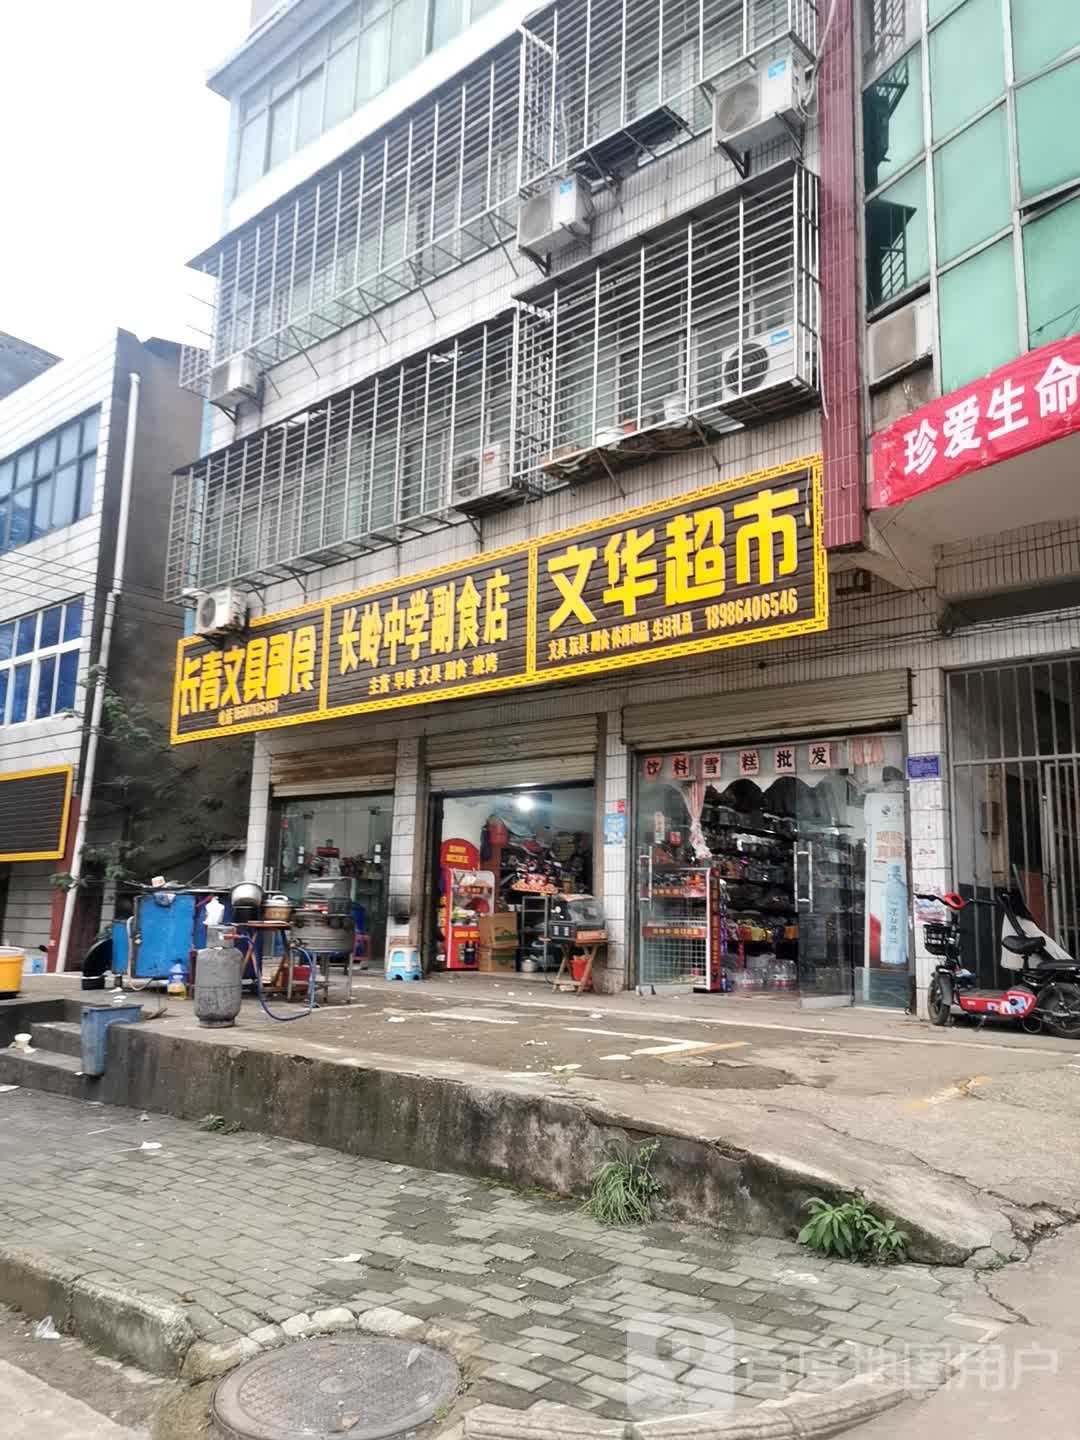 长青文具副食
长岭中学副食店
主营 早餐 文具 副食 烧烤
文华超市
文具 玩具 副食 体育用品 生日礼品 18986406546
珍爱生命
饮料雪糕批发
百度地图用户